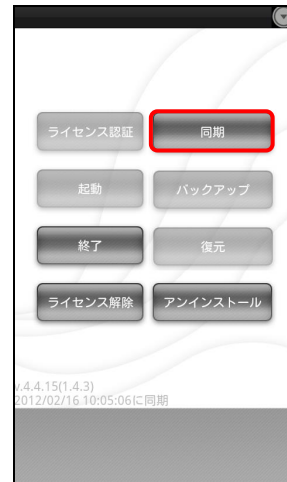 ライセンス認証
同期
起動
バックアップ
終了
復元
ライセンス解除
アンインストール
v.4.4.15(1.4.3)
2012/02/16 10:05:06に同期